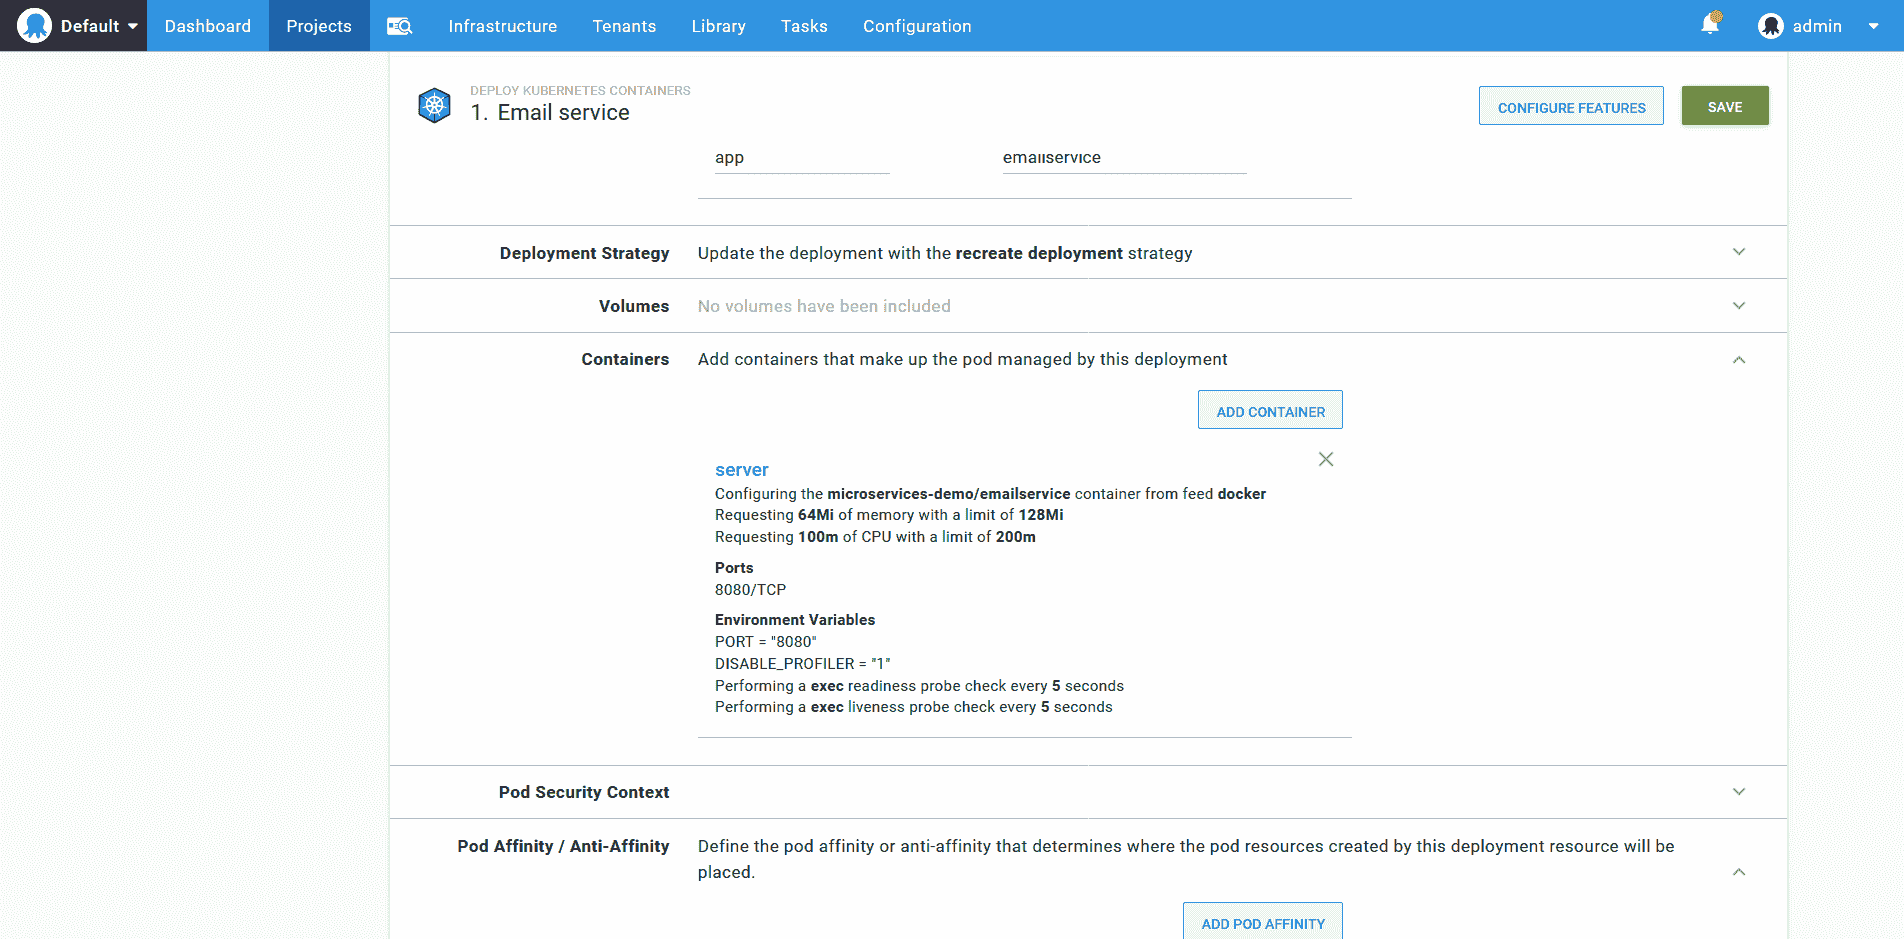 Default Dashboard Projects Infrastructure Tenants Library Tasks Configuration admin
DEPLOY KUBERNETES CONTAINERS
1. Email service
CONFIGURE FEATURES
SAVE
app emailservice
Deployment Strategy Update the deployment with the recreate deployment strategy
Volumes No volumes have been included
Containers Add containers that make up the pod managed by this deployment
ADD CONTAINER
server
Configuring the microservices-demo/emailservice container from feed docker
Requesting 64Mi of memory with a limit of 128Mi
Requesting 100m of CPU with a limit of 200m
Ports
8080/TCP
Environment Variables
PORT = "8080"
DISABLE_PROFILER = "1"
Performing a exec readiness probe check every 5 seconds
Performing a exec liveness probe check every 5 seconds
Pod Security Context
Pod Affinity / Anti-Affinity Define the pod affinity or anti-affinity that determines where the pod resources created by this deployment resource will be
placed.
ADD POD AFFINITY